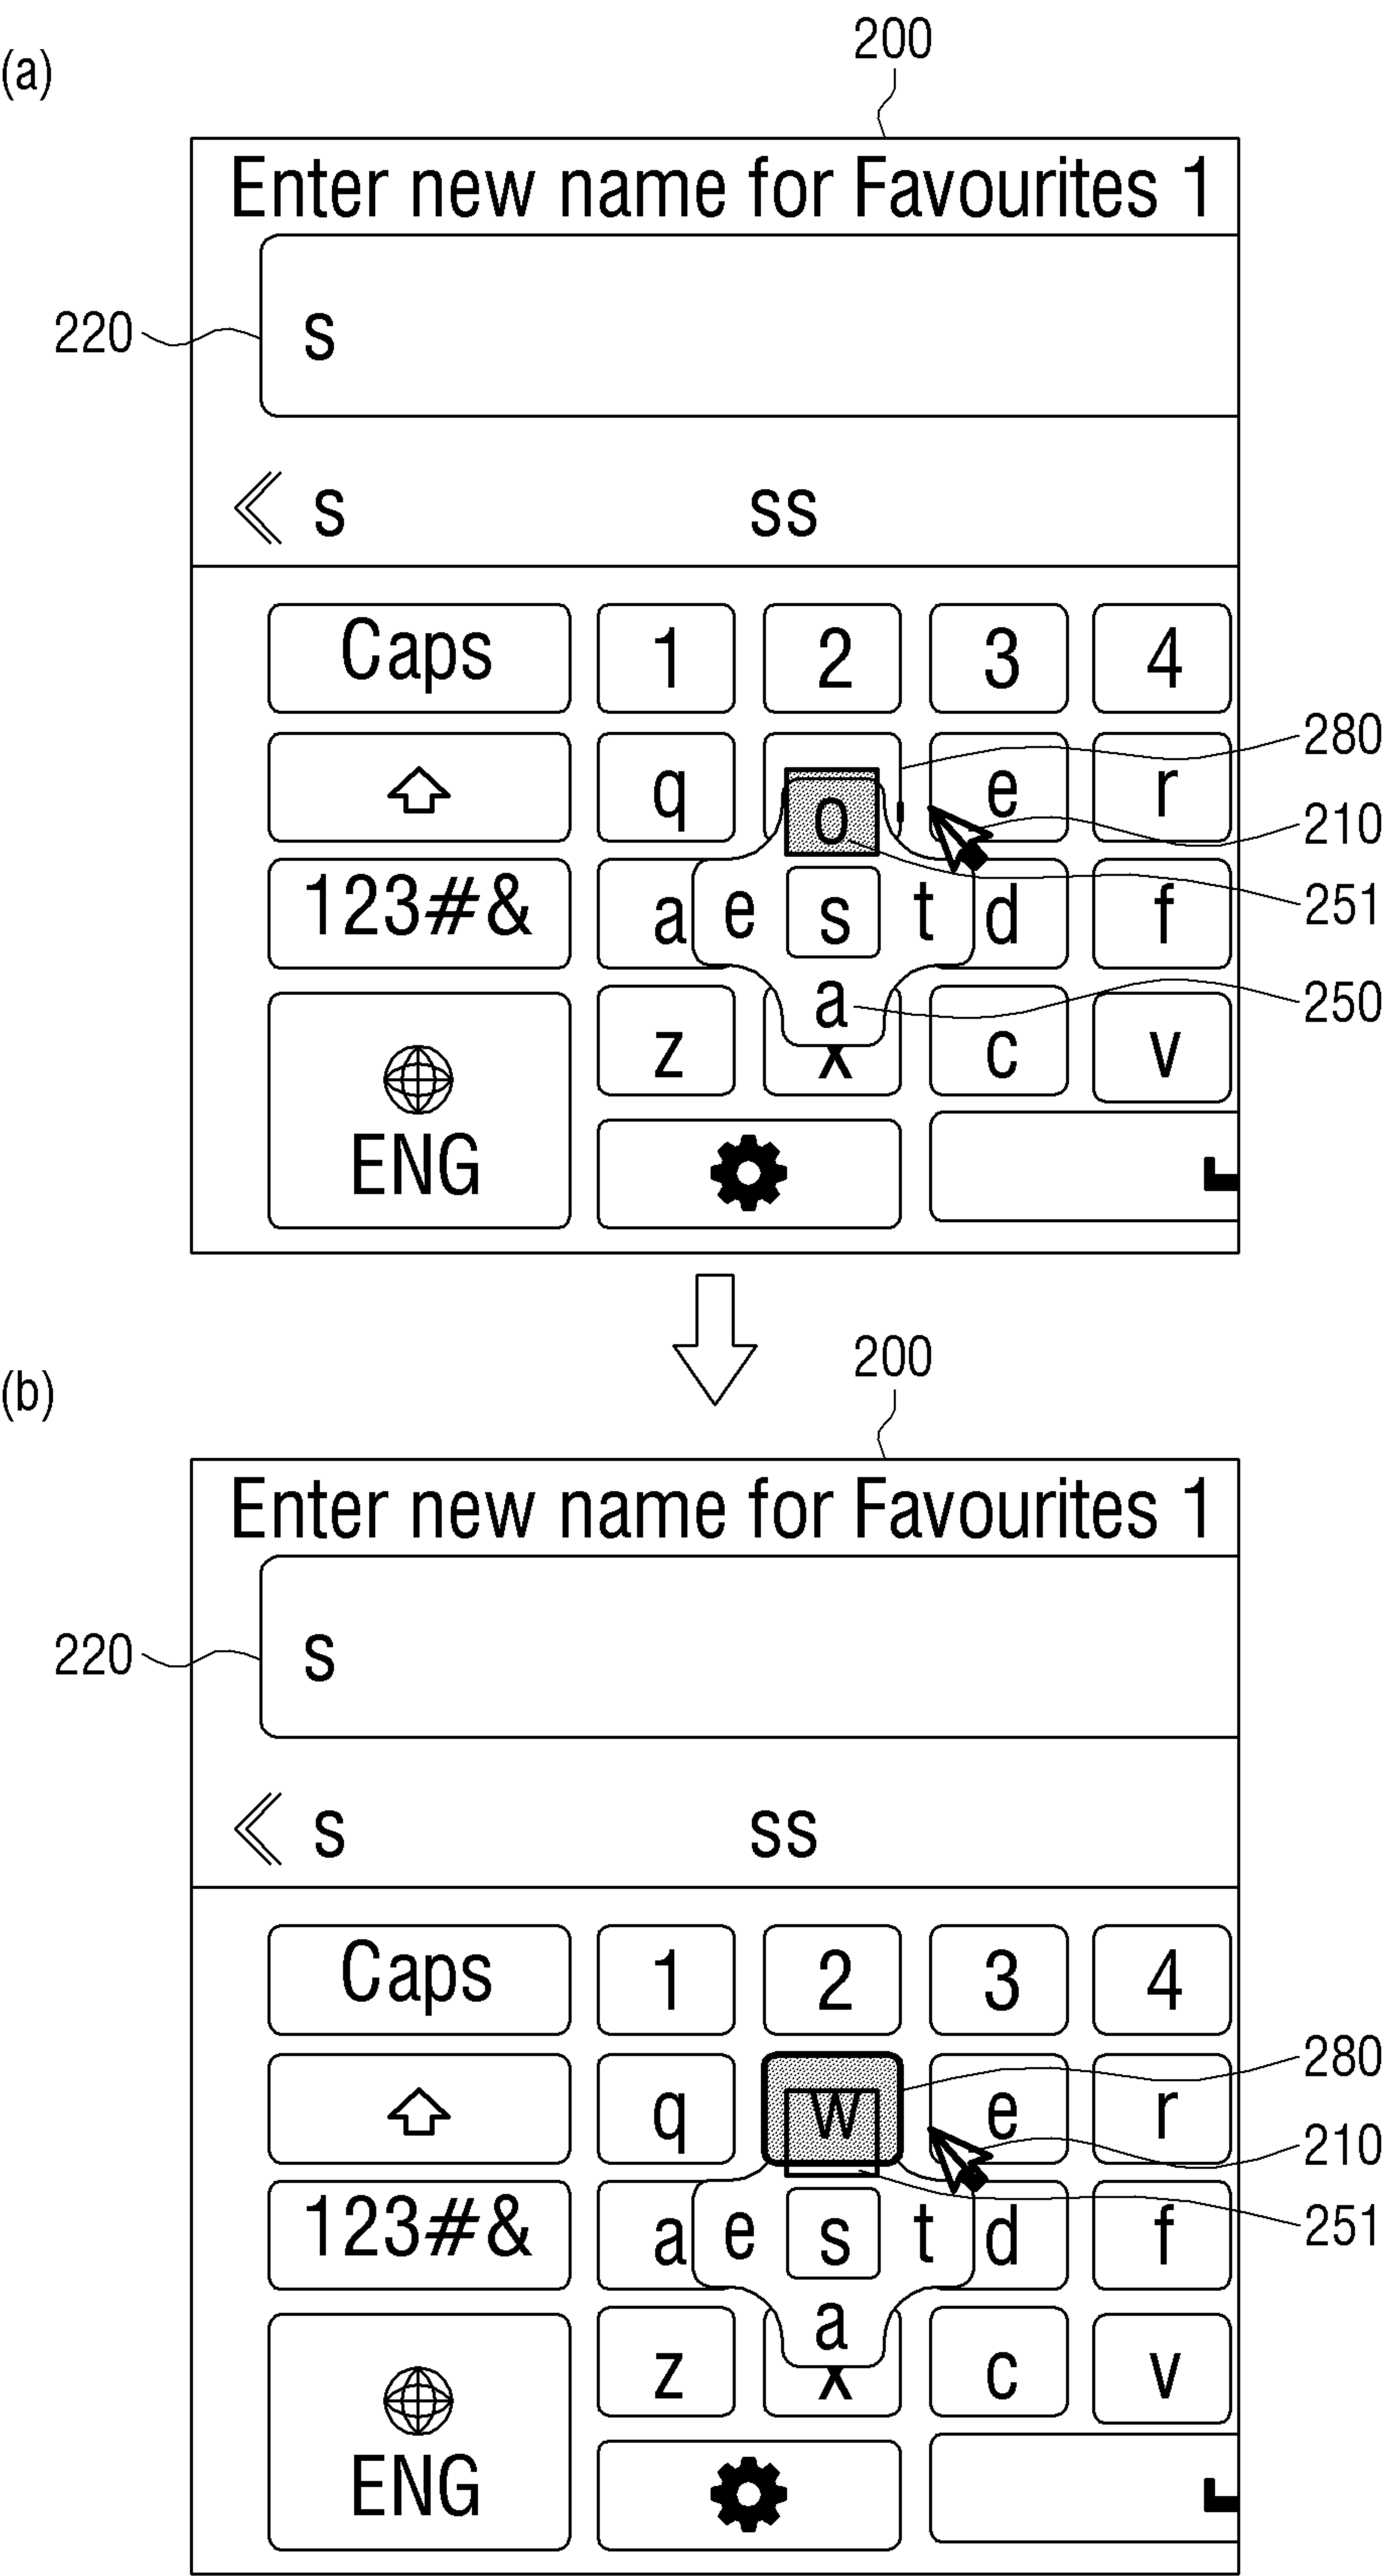 (a)
200
Enter new name for Favourites 1
220
s
s ss
Caps 1 2 3 4
280
q o e r
210
123#& a e s t d f
251
a
250
z x c v
ENG
(b)
200
Enter new name for Favourites 1
220
s
s ss
Caps 1 2 3 4
280
q w e r
210
123#& a e s t d f
251
a
z x c v
ENG